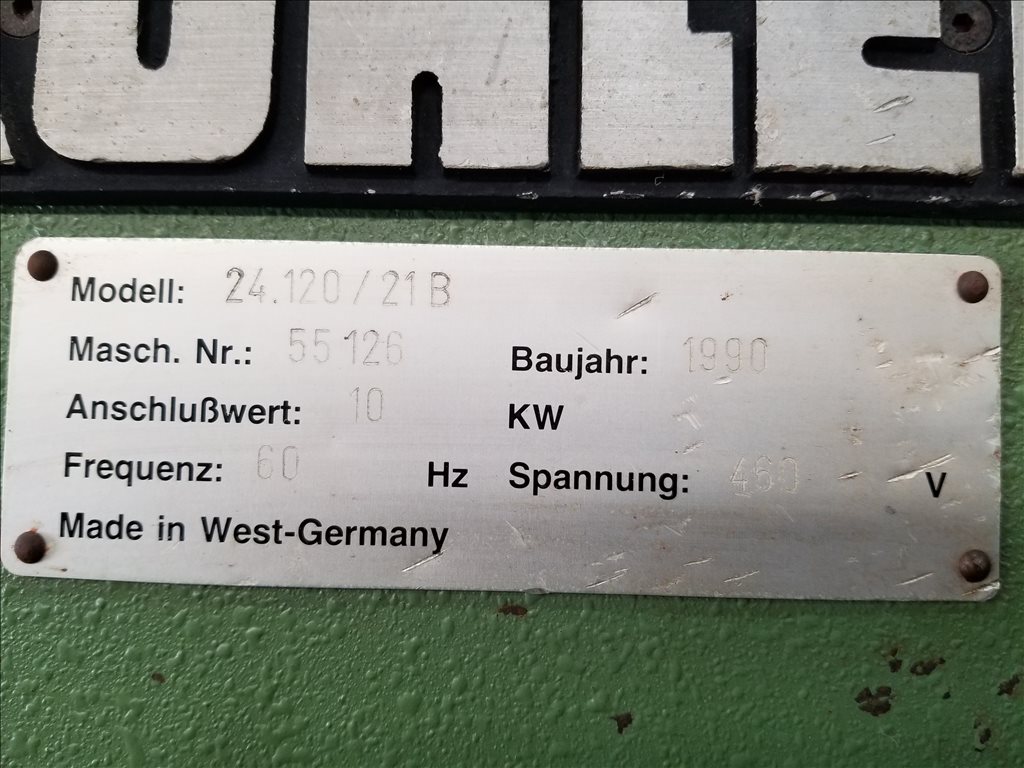 Modell: 24.120/21B
Masch. Nr.: 55126 Baujahr: 1990
Anschlußwert: 10 KW
Frequenz: 60 Hz Spannung: 460 V
Made in West-Germany